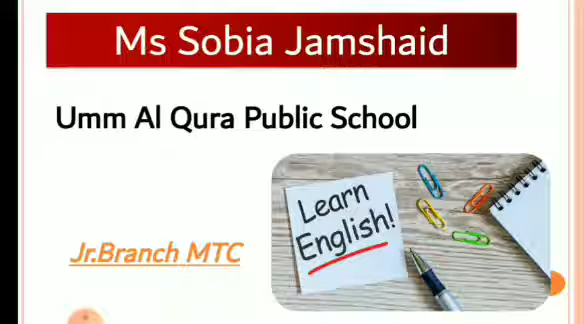 Ms Sobia Jamshaid
Umm Al Qura Public School
Learn
English!
Jr.Branch MTC